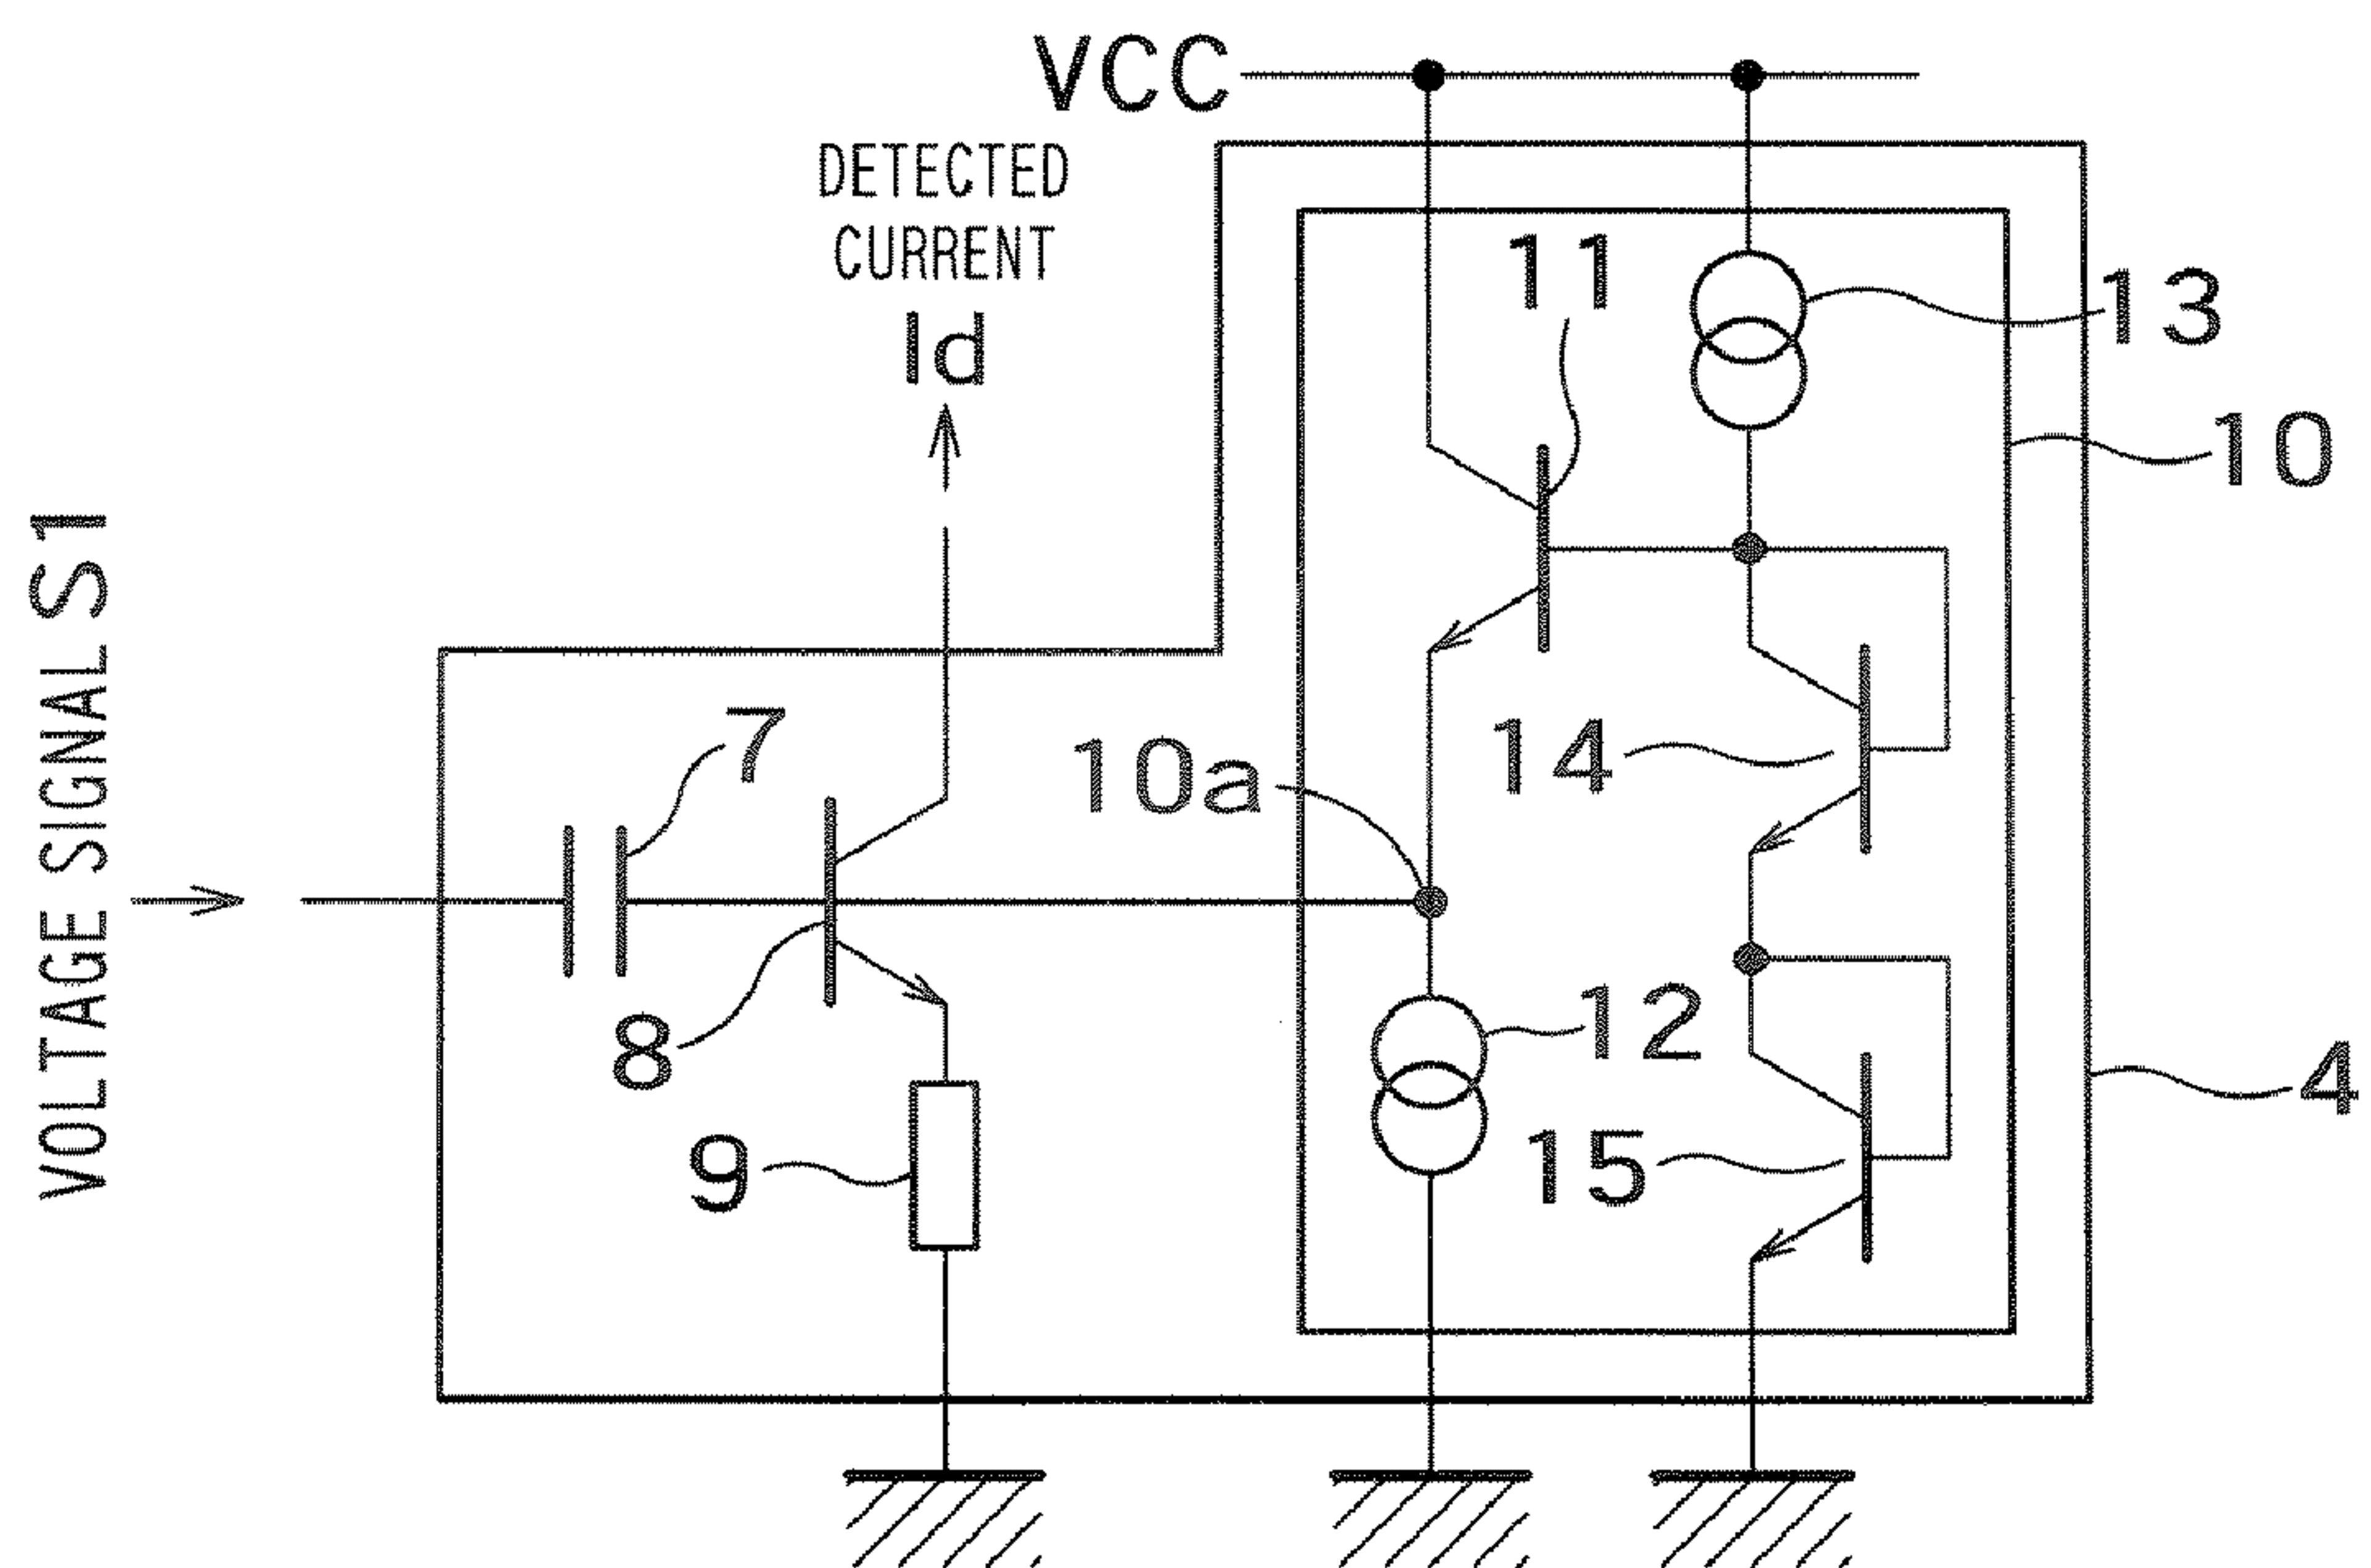 VCC
DETECTED
CURRENT
Id
11
13
10
VOLTAGE SIGNAL S1
7
10a
14
8
12
4
9
15